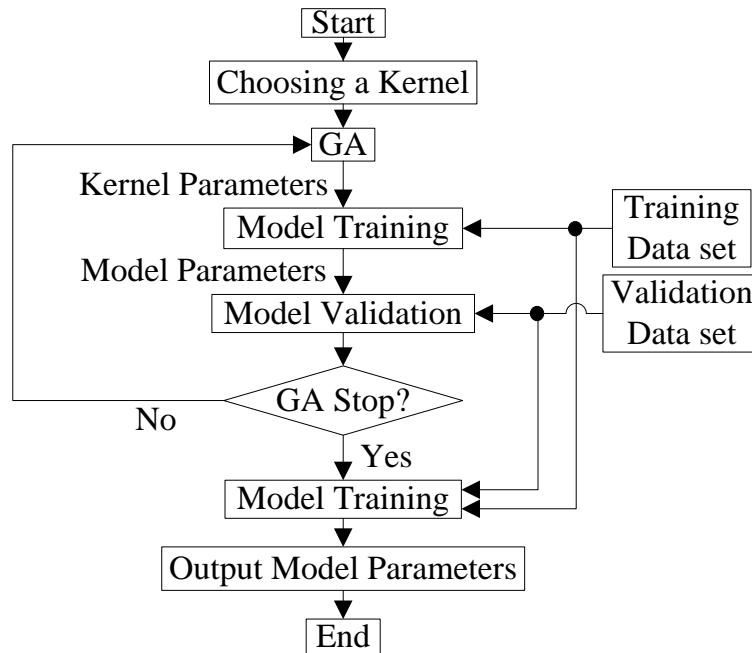 Start
Choosing a Kernel
GA
Kernel Parameters
Model Training
Training
Data set
Model Parameters
Model Validation
Validation
Data set
GA Stop?
No
Yes
Model Training
Output Model Parameters
End